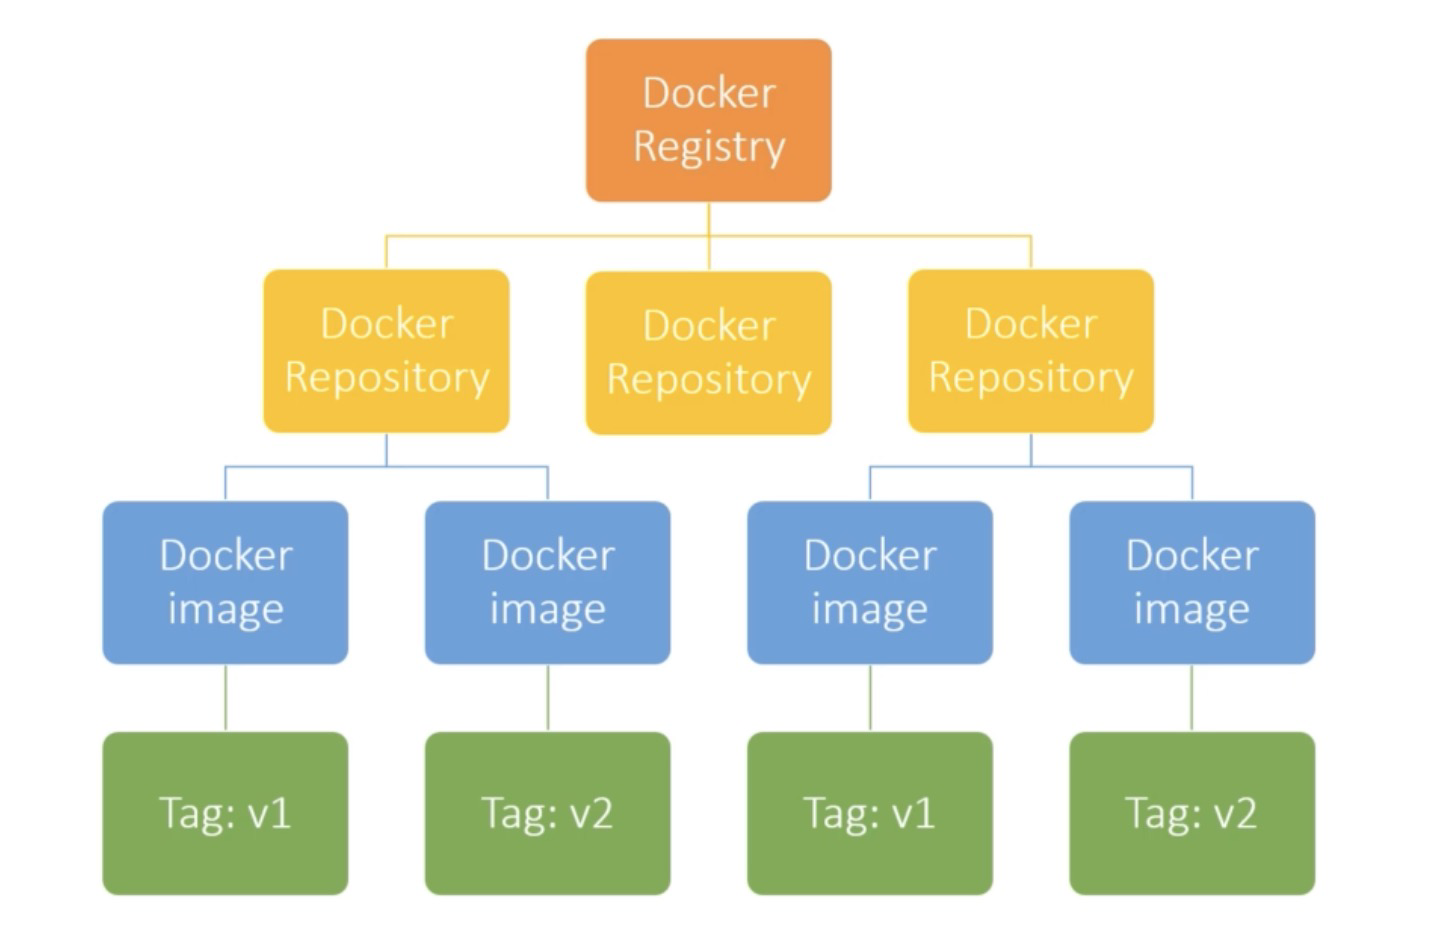 Docker
Registry
Docker
Repository
Docker
Repository
Docker
Repository
Docker
image
Docker
image
Docker
image
Docker
image
Tag: v1
Tag: v2
Tag: v1
Tag: v2